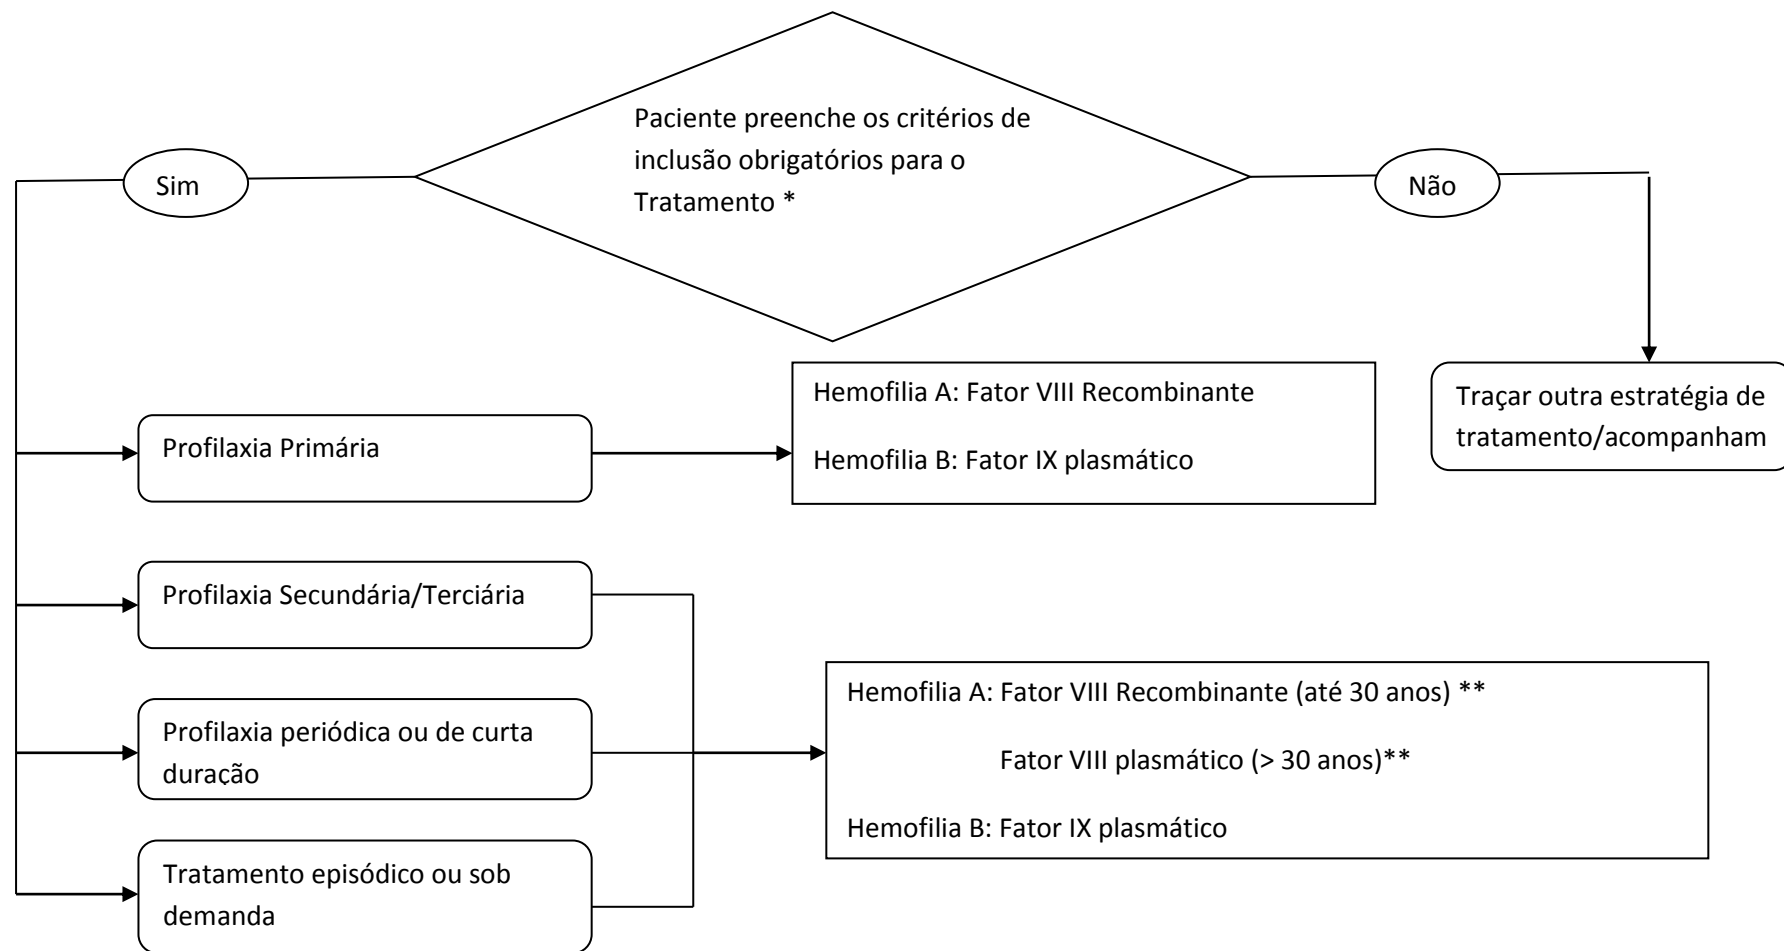 Paciente preenche os critérios de
inclusão obrigatórios para o
Tratamento *
Sim
Não
Hemofilia A: Fator VIII Recombinante
Hemofilia B: Fator IX plasmático
Traçar outra estratégia de
tratamento/acompanham
Profilaxia Primária
Profilaxia Secundária/Terciária
Profilaxia periódica ou de curta
duração
Tratamento episódico ou sob
demanda
Hemofilia A: Fator VIII Recombinante (até 30 anos) **
Fator VIII plasmático (> 30 anos)**
Hemofilia B: Fator IX plasmático